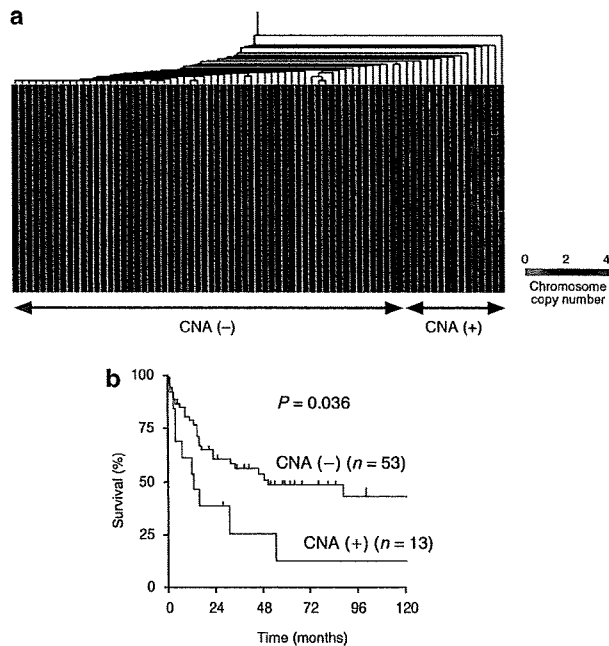 a
0 2 4
Chromosome
copy number
CNA (−)
CNA (+)
b
100
P = 0.036
75
CNA (−) (n = 53)
50
Survival (%)
25
CNA (+) (n = 13)
0
0 24 48 72 96 120
Time (months)